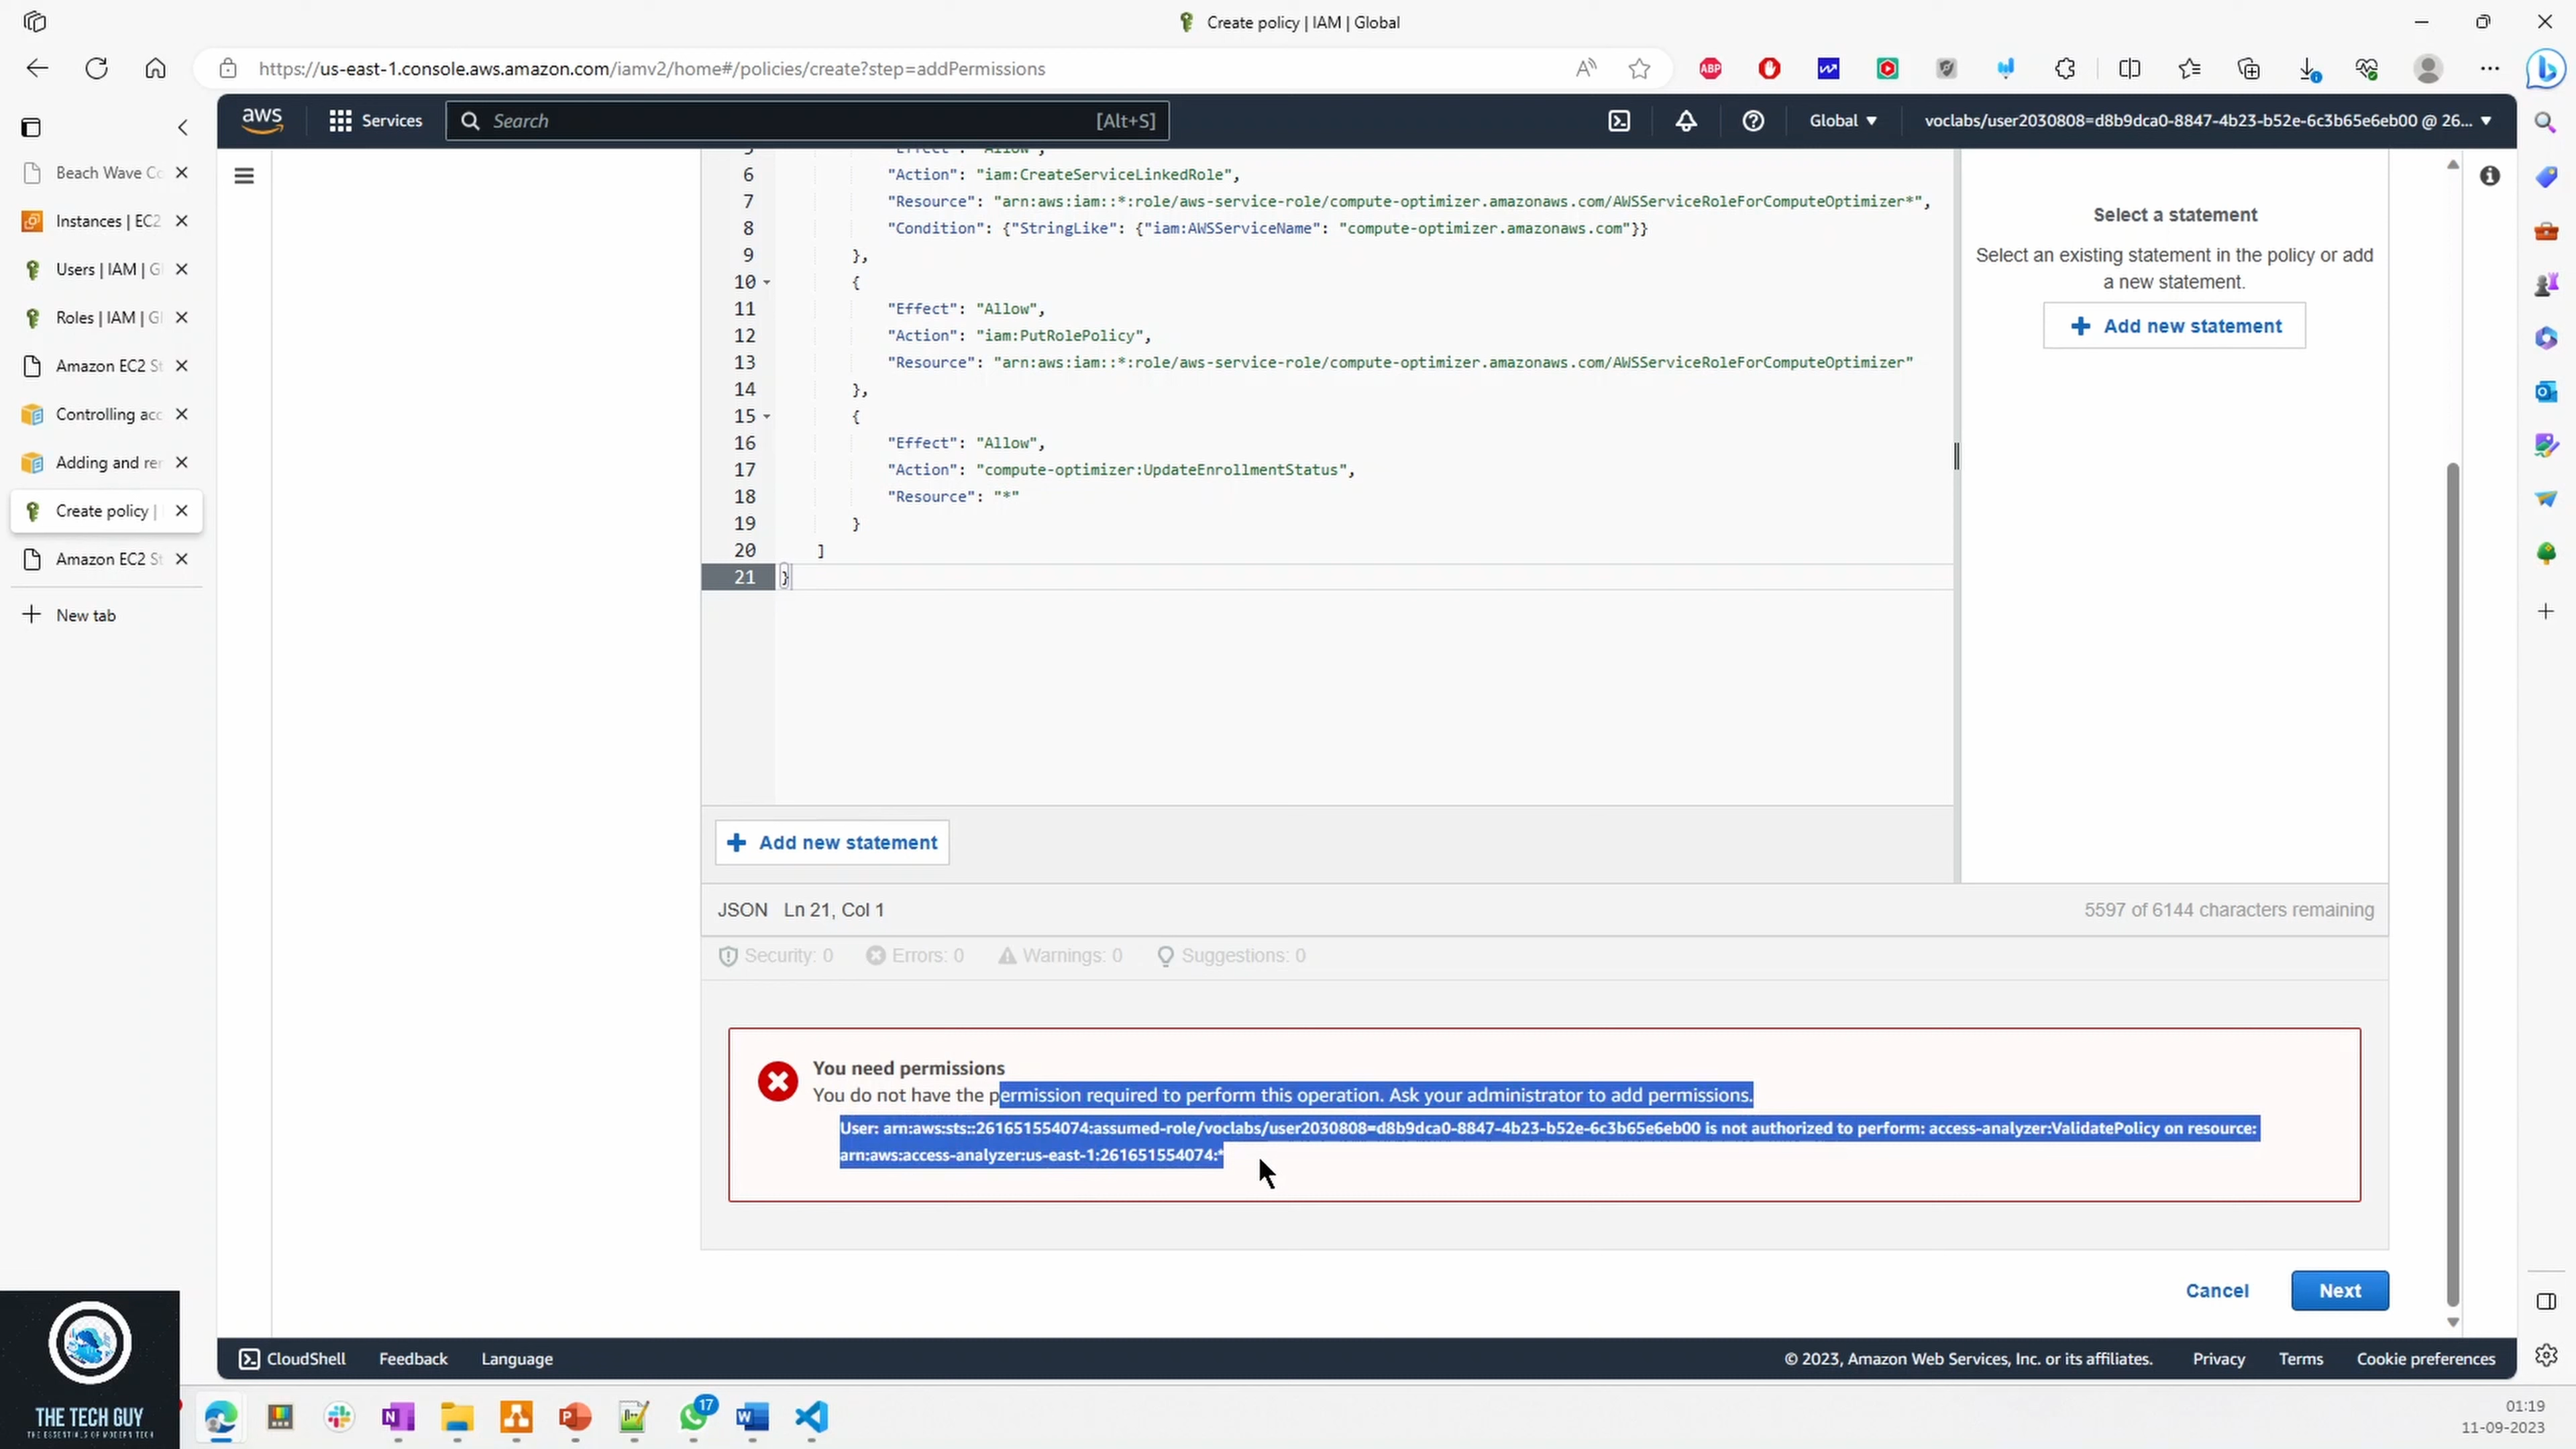 Create policy | IAM | Global
https://us-east-1.console.aws.amazon.com/iamv2/home#/policies/create?step=addPermissions
ABP
aws
Services
Search
[Alt+S]
Global
voclabs/user2030808=d8b9dca0-8847-4b23-b52e-6c3b65e6eb00 @ 26...
Beach Wave Co
Instances | EC2
Users | IAM | Gl
Roles | IAM | Gl
Amazon EC2 St
Controlling acc
Adding and rer
Create policy |
Amazon EC2 St
New tab
5 "Effect": "Allow",
6 "Action": "iam:CreateServiceLinkedRole",
7 "Resource": "arn:aws:iam::*:role/aws-service-role/compute-optimizer.amazonaws.com/AWSServiceRoleForComputeOptimizer*",
8 "Condition": {"StringLike": {"iam:AWSServiceName": "compute-optimizer.amazonaws.com"}}
9 },
10 {
11 "Effect": "Allow",
12 "Action": "iam:PutRolePolicy",
13 "Resource": "arn:aws:iam::*:role/aws-service-role/compute-optimizer.amazonaws.com/AWSServiceRoleForComputeOptimizer"
14 },
15 {
16 "Effect": "Allow",
17 "Action": "compute-optimizer:UpdateEnrollmentStatus",
18 "Resource": "*"
19 }
20 ]
21 }
Select a statement
Select an existing statement in the policy or add
a new statement.
+ Add new statement
+ Add new statement
JSON Ln 21, Col 1
5597 of 6144 characters remaining
Security: 0
Errors: 0
Warnings: 0
Suggestions: 0
You need permissions
You do not have the permission required to perform this operation. Ask your administrator to add permissions.
User: arn:aws:sts::261651554074:assumed-role/voclabs/user2030808=d8b9dca0-8847-4b23-b52e-6c3b65e6eb00 is not authorized to perform: access-analyzer:ValidatePolicy on resource:
arn:aws:access-analyzer:us-east-1:261651554074:*
Cancel
Next
CloudShell
Feedback
Language
© 2023, Amazon Web Services, Inc. or its affiliates.
Privacy
Terms
Cookie preferences
THE TECH GUY
THE ESSENTIALS OF MODERN TECH
17
01:19
11-09-2023